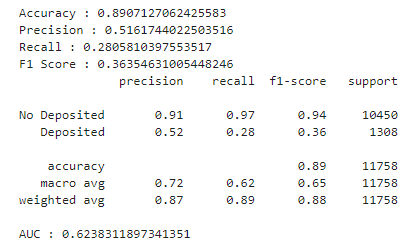 Accuracy : 0.8907127062425583
Precision : 0.5161744022503516
Recall : 0.2805810397553517
F1 Score : 0.36354631005448246
precision recall f1-score support
No Deposited 0.91 0.97 0.94 10450
Deposited 0.52 0.28 0.36 1308
accuracy 0.89 11758
macro avg 0.72 0.62 0.65 11758
weighted avg 0.87 0.89 0.88 11758
AUC : 0.6238311897341351